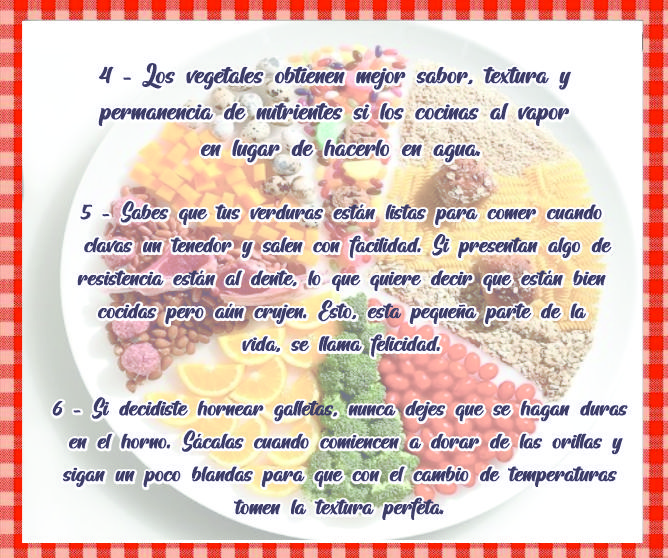 4 - Los vegetales obtienen mejor sabor, textura y
permanencia de nutrientes si los cocinas al vapor
en lugar de hacerlo en agua.
5 - Sabes que tus verduras están listas para comer cuando
clavas un tenedor y salen con facilidad. Si presentan algo de
resistencia están al dente, lo que quiere decir que están bien
cocidas pero aún crujen. Esto, esta pequeña parte de la
vida, se llama felicidad.
6 - Si decidiste hornear galletas, nunca dejes que se hagan duras
en el horno. Sácalas cuando comiencen a dorar de las orillas y
sigan un poco blandas para que con el cambio de temperaturas
tomen la textura perfeta.